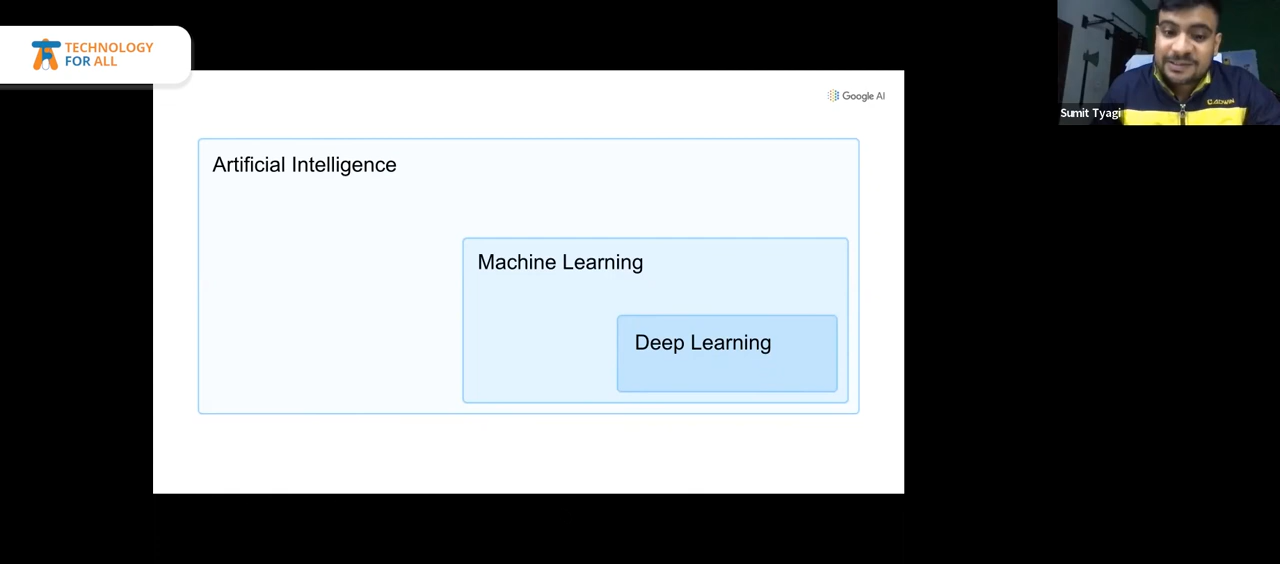 TECHNOLOGY
FOR ALL
Google AI
Artificial Intelligence
Machine Learning
Deep Learning
Sumit Tyagi